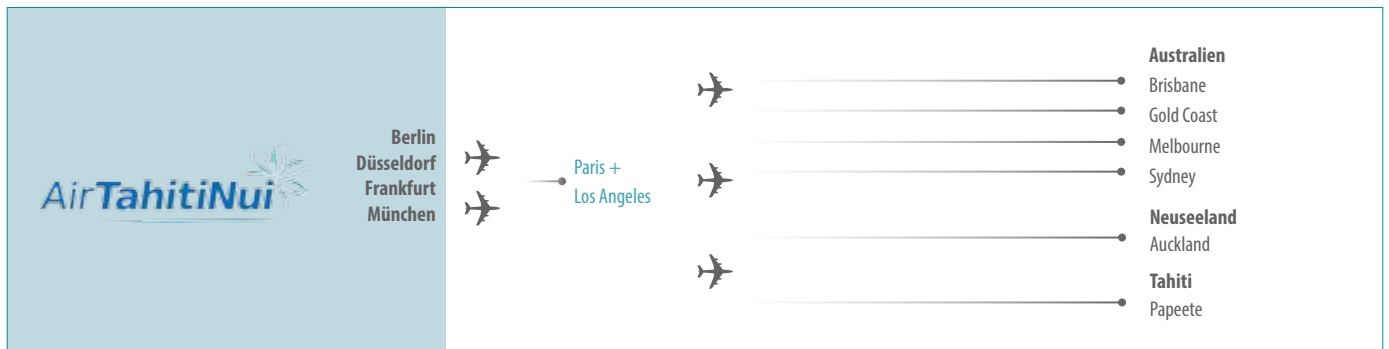 AirTahitiNui
Berlin
Düsseldorf
Frankfurt
München
Paris +
Los Angeles
Australien
Brisbane
Gold Coast
Melbourne
Sydney
Neuseeland
Auckland
Tahiti
Papeete